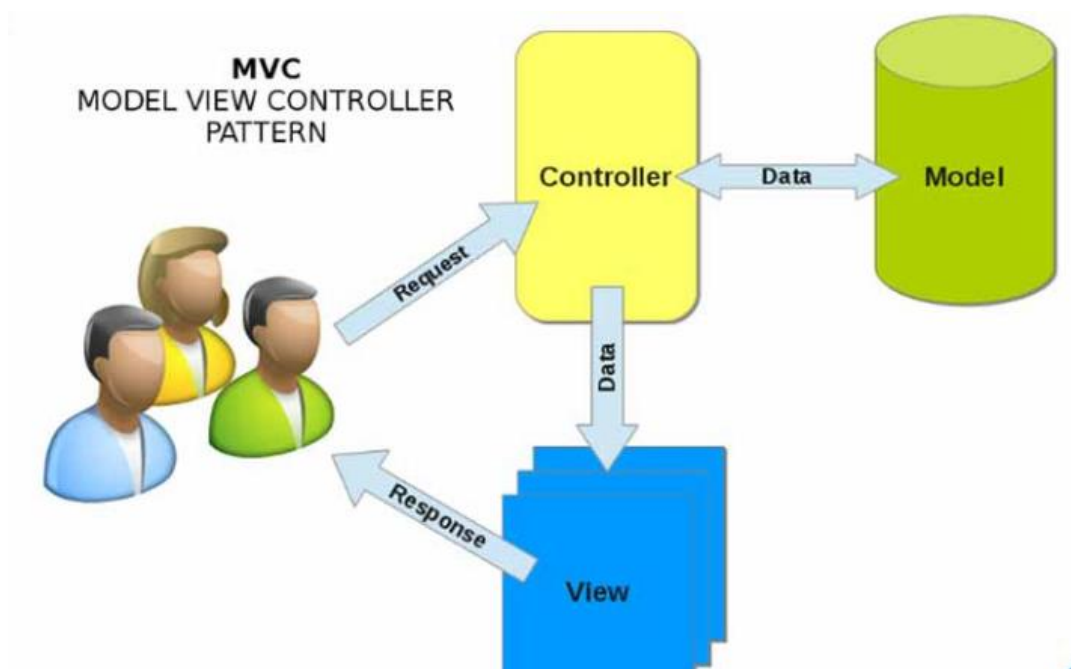 MVC
MODEL VIEW CONTROLLER
PATTERN
Controller
Data
Model
Request
Data
Response
View